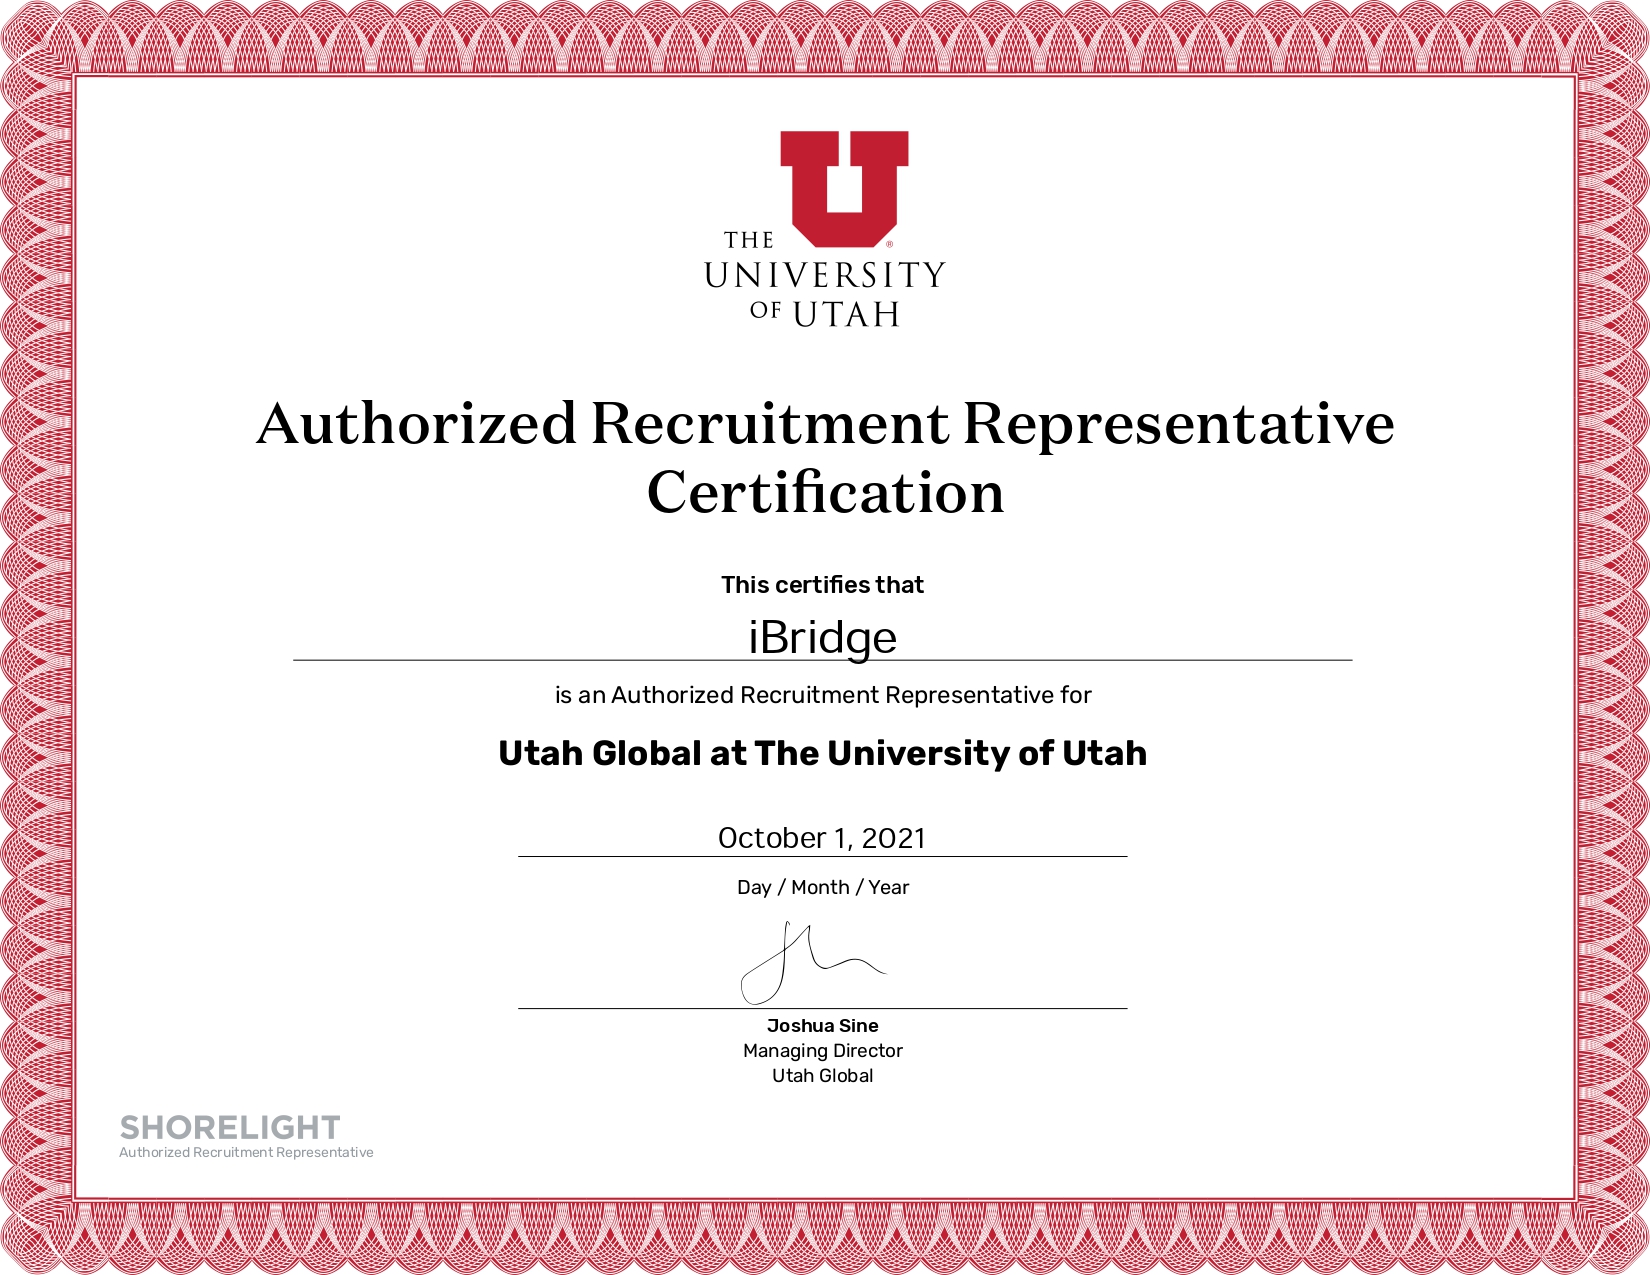 THE
UNIVERSITY
OF UTAH
®
Authorized Recruitment Representative
Certification
This certifies that
iBridge
is an Authorized Recruitment Representative for
Utah Global at The University of Utah
October 1, 2021
Day / Month / Year
Joshua Sine
Managing Director
Utah Global
SHORELIGHT
Authorized Recruitment Representative